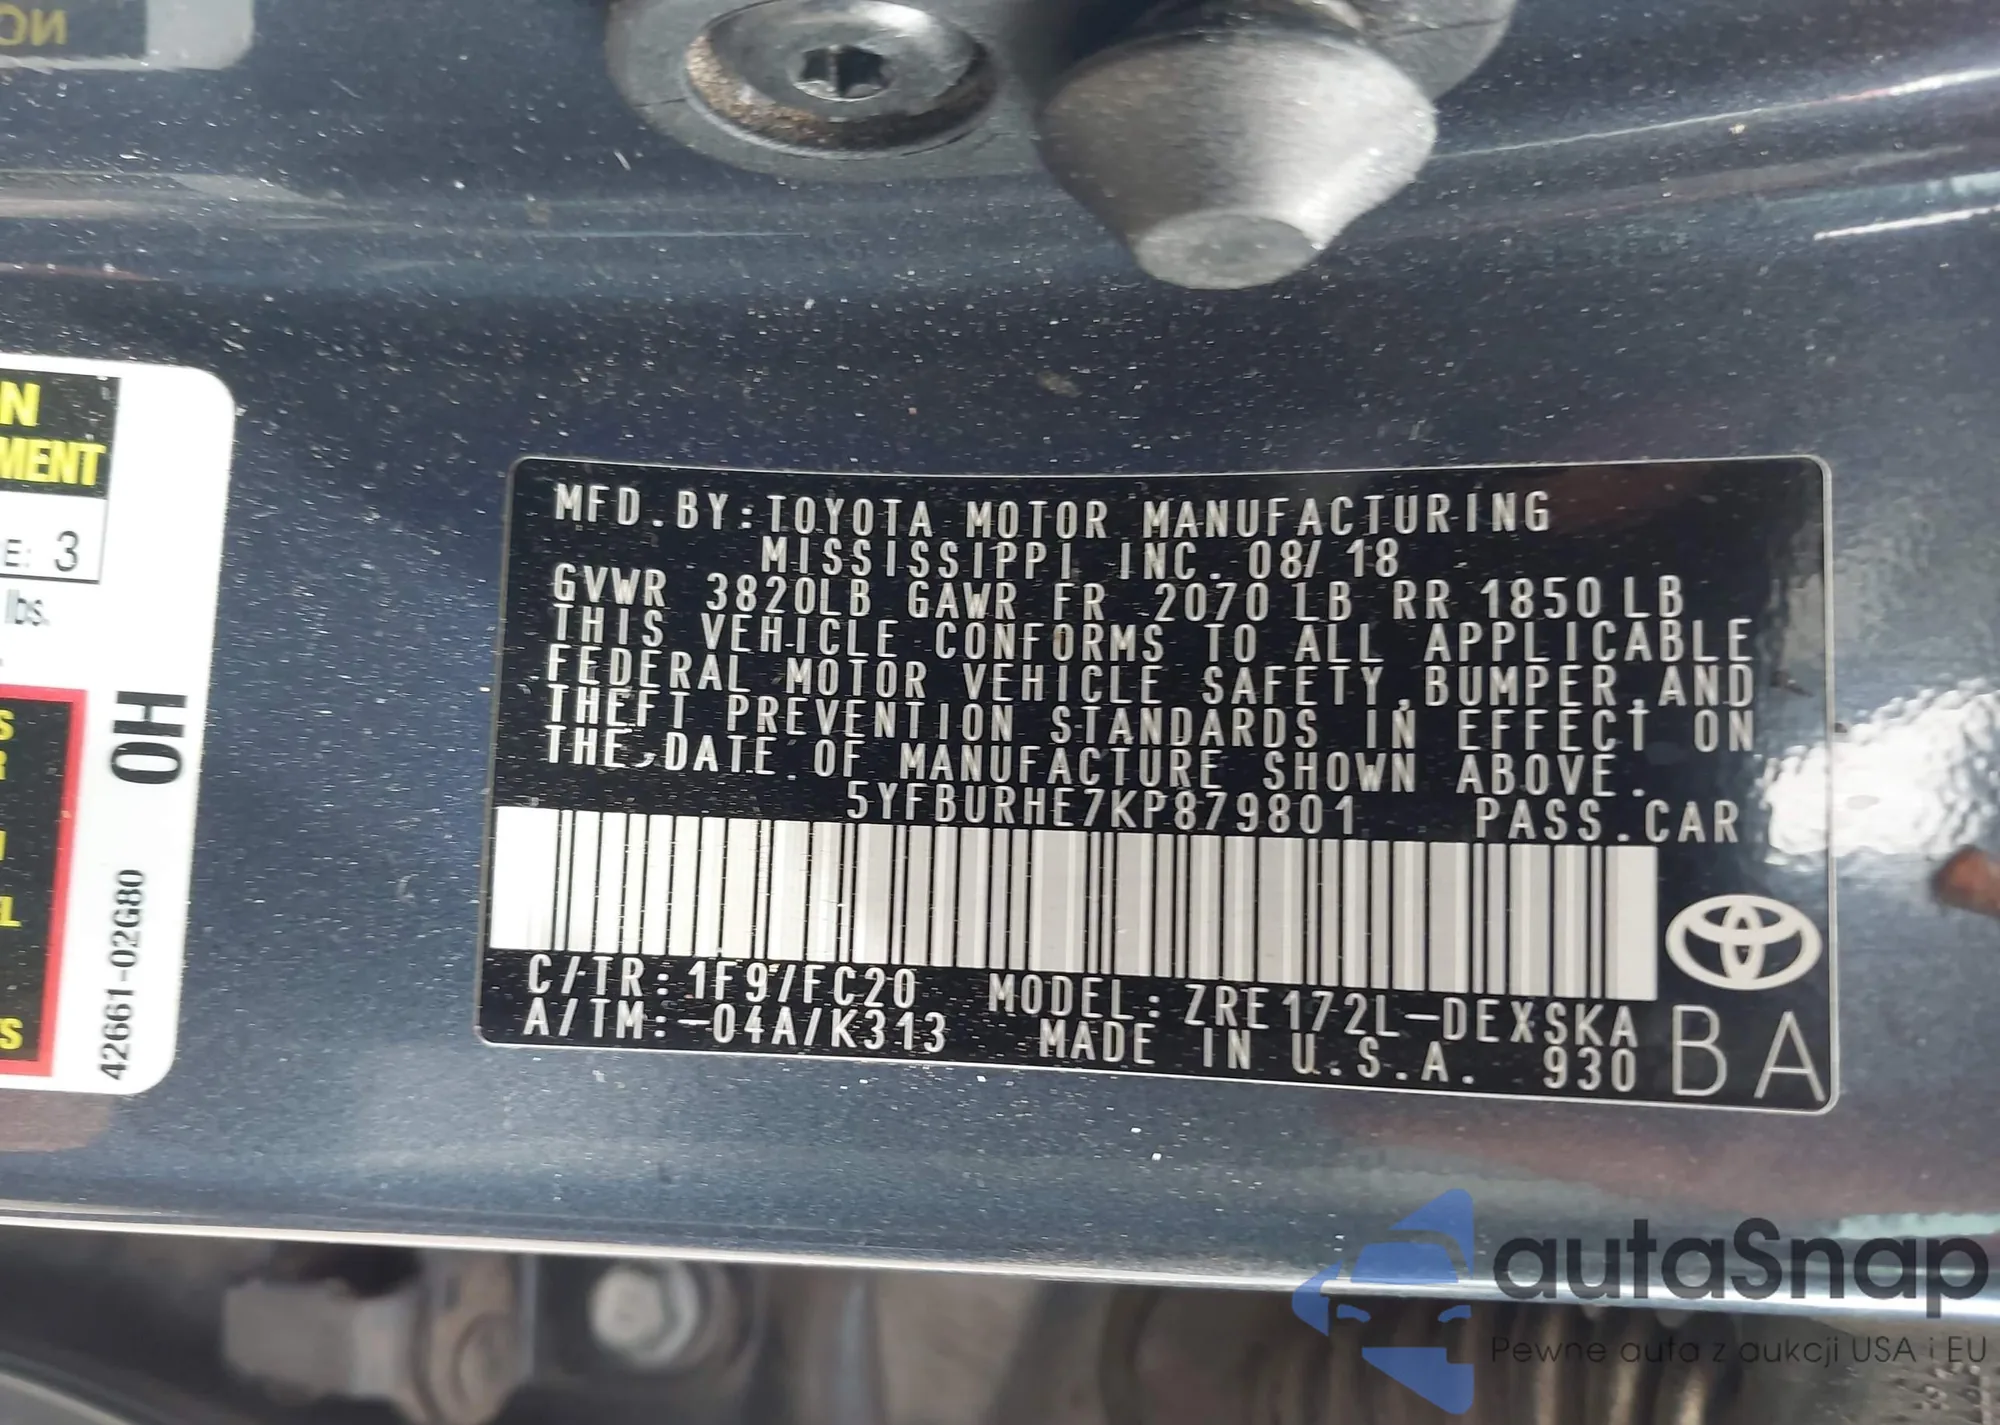 ON
N
MENT
E: 3
lbs.
S
R
N
L
TS
OH
42661-02G80
MFD.BY:TOYOTA MOTOR MANUFACTURING
MISSISSIPPI INC. 08/18
GVWR 3820LB GAWR FR 2070LB RR 1850LB
THIS VEHICLE CONFORMS TO ALL APPLICABLE
FEDERAL MOTOR VEHICLE SAFETY,BUMPER,AND
THEFT PREVENTION STANDARDS IN EFFECT ON
THE DATE OF MANUFACTURE SHOWN ABOVE.
5YFBURHE7KP879801 PASS.CAR
C/TR:1F9/FC20 MODEL:ZRE172L-DEXSKA
A/TM:-04A/K313 MADE IN U.S.A. 930
BA
autaSnap
Pewne auta z aukcji USA i EU